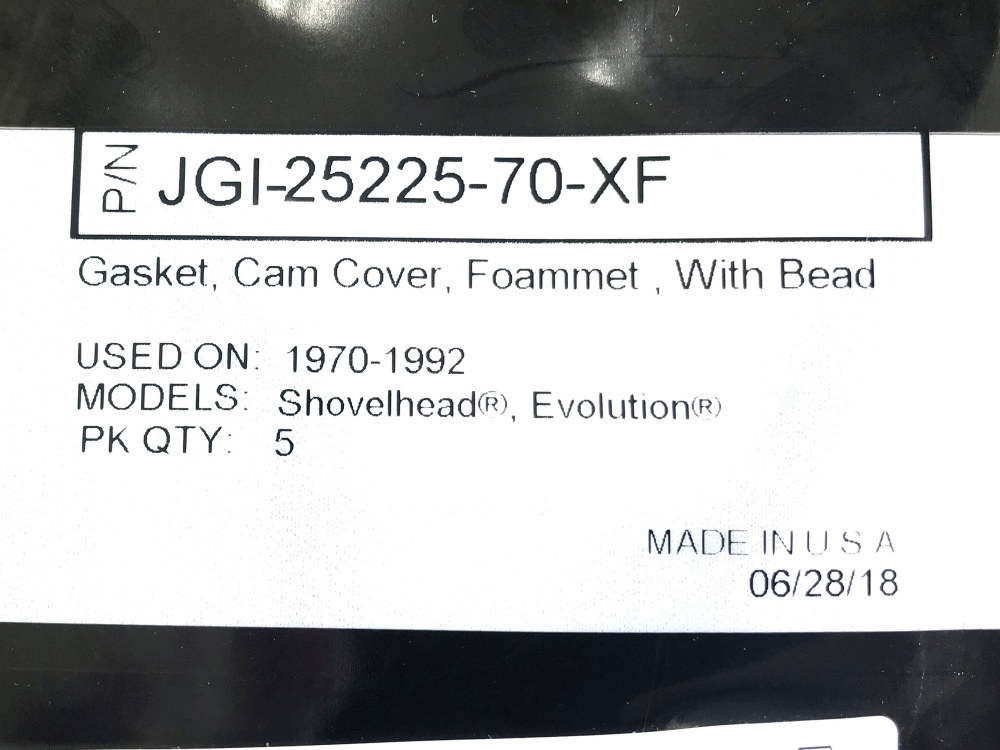 P/N JGI-25225-70-XF
Gasket, Cam Cover, Foammet , With Bead
USED ON: 1970-1992
MODELS: Shovelhead®, Evolution®
PK QTY: 5
MADE IN U S A
06/28/18